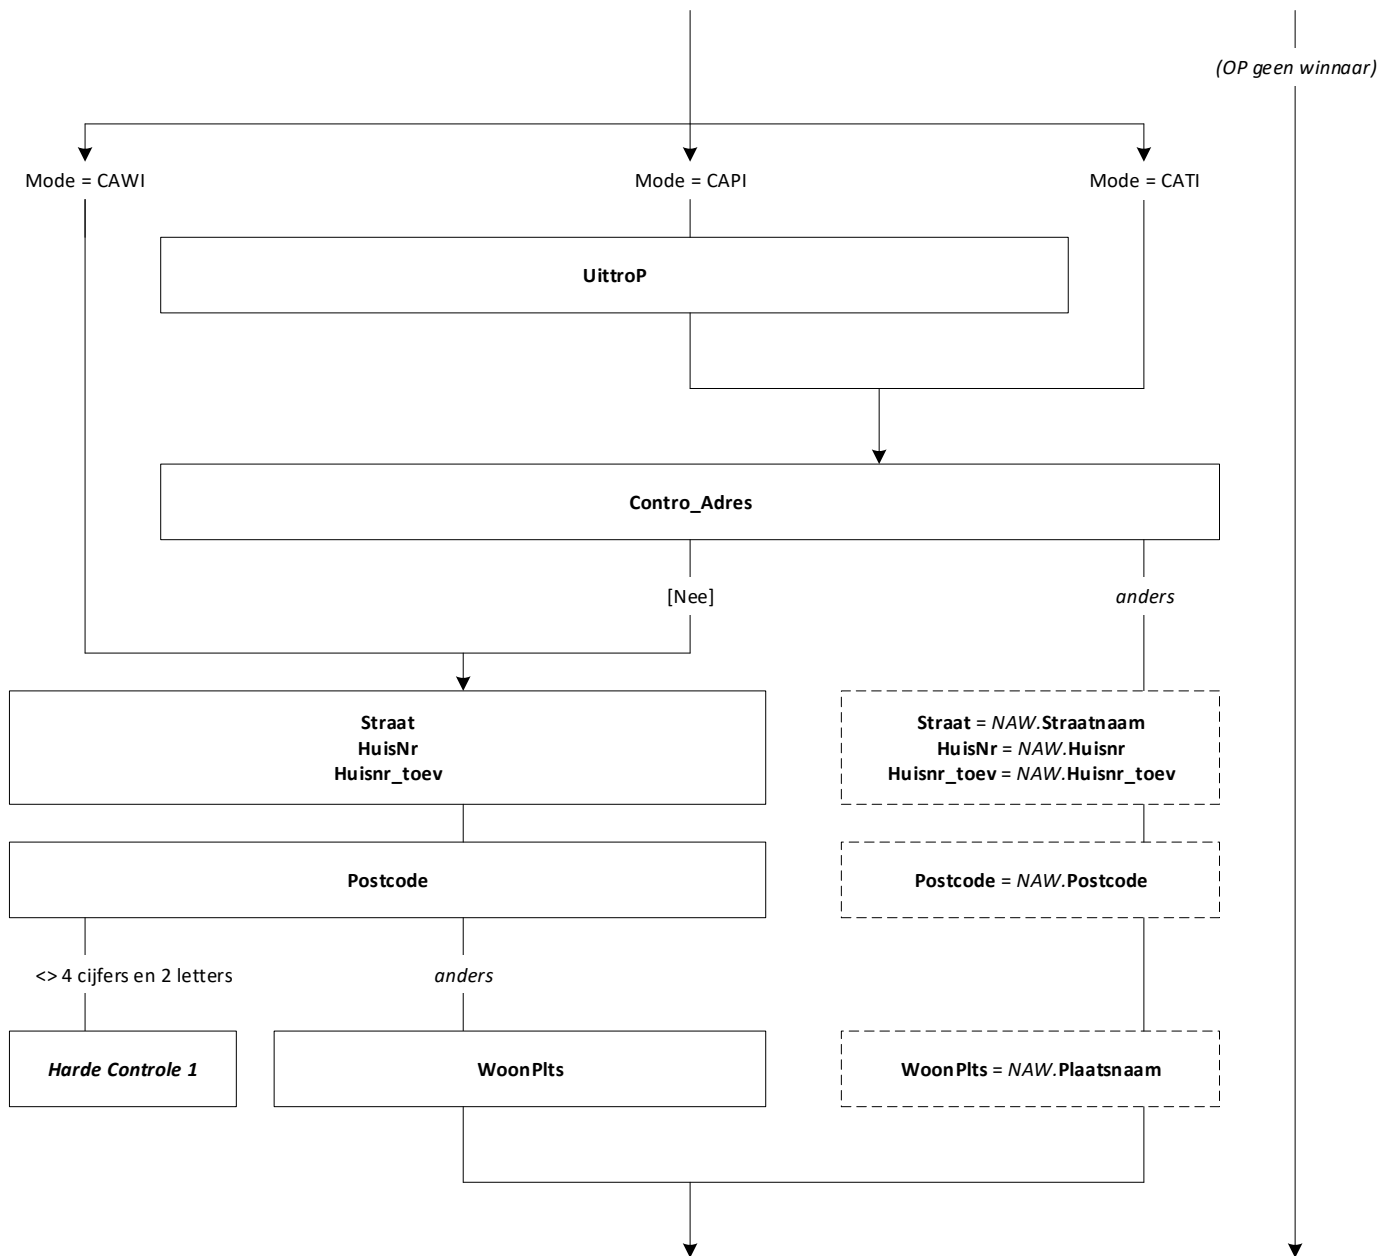 (OP geen winnaar)
Mode = CAWI
Mode = CAPI
Mode = CATI
UittroP
Contro_Adres
[Nee]
anders
Straat
HuisNr
Huisnr_toev
Straat = NAW.Straatnaam
HuisNr = NAW.Huisnr
Huisnr_toev = NAW.Huisnr_toev
Postcode
Postcode = NAW.Postcode
<> 4 cijfers en 2 letters
anders
Harde Controle 1
WoonPlts
WoonPlts = NAW.Plaatsnaam